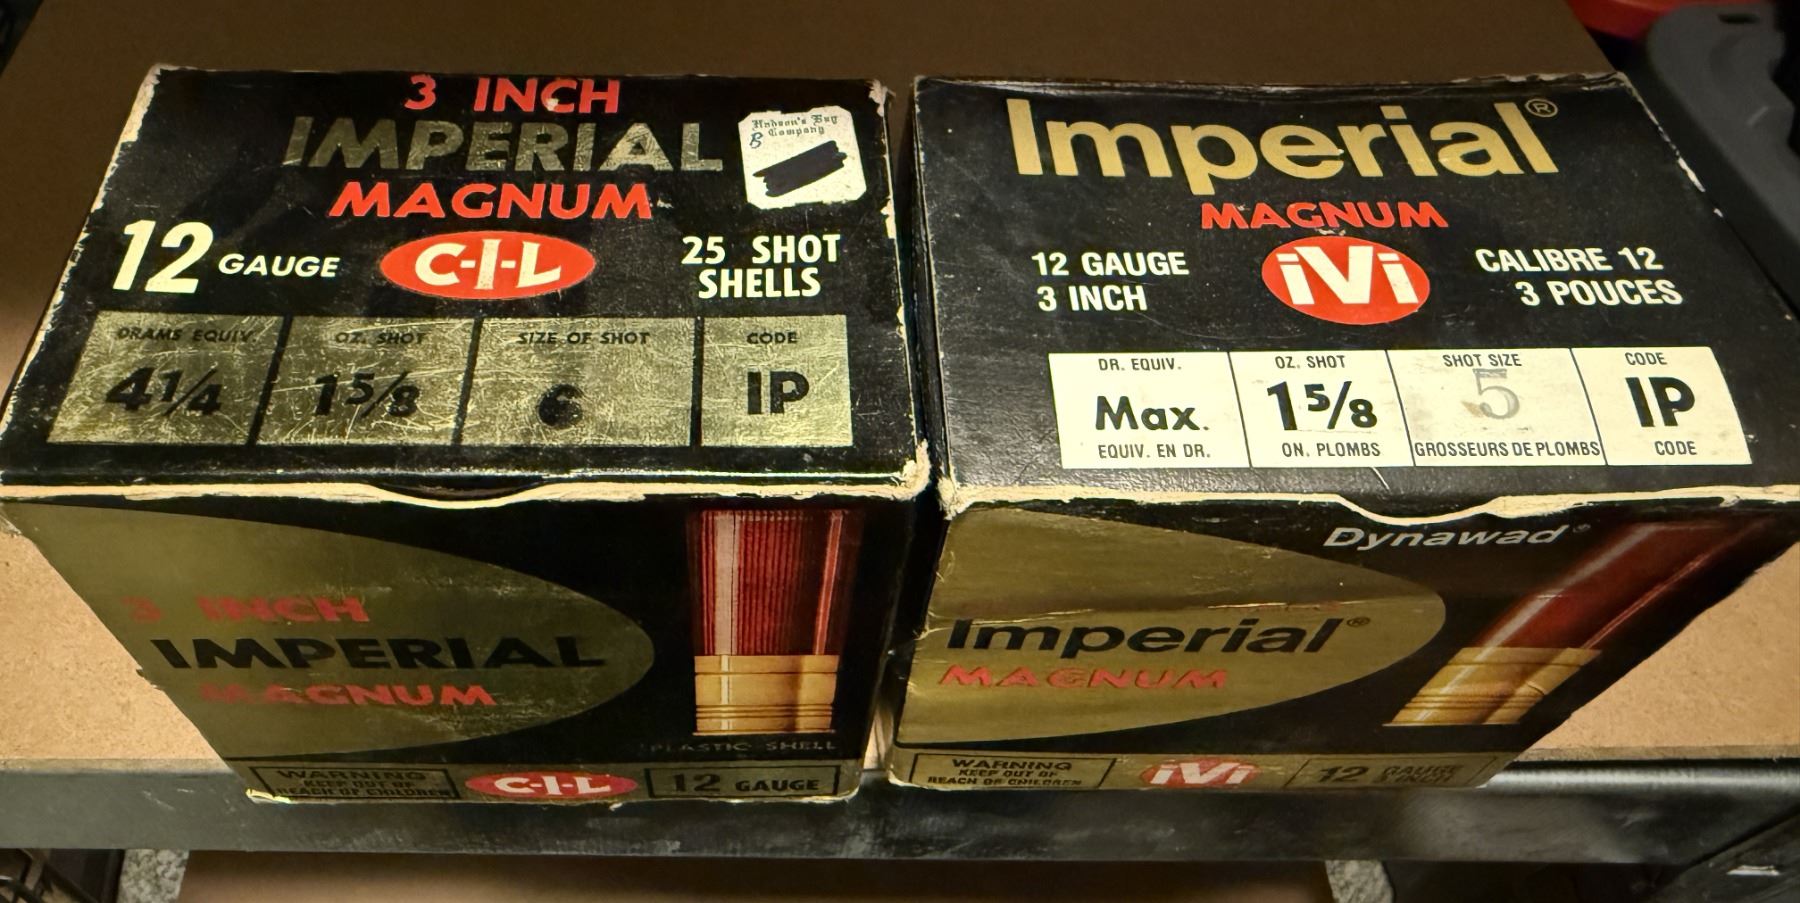 3 INCH
IMPERIAL
MAGNUM
Hudson's Bay
Company
12 GAUGE
C-I-L
25 SHOT
SHELLS
DRAMS EQUIV.
OZ. SHOT
SIZE OF SHOT
CODE
4 1/4
1 5/8
6
IP
3 INCH
IMPERIAL
MAGNUM
PLASTIC SHELL
WARNING
KEEP OUT OF
REACH OF CHILDREN
C-I-L
12 GAUGE
Imperial®
MAGNUM
12 GAUGE
3 INCH
iVi
CALIBRE 12
3 POUCES
DR. EQUIV.
OZ. SHOT
SHOT SIZE
CODE
Max.
1 5/8
5
IP
EQUIV. EN DR.
ON. PLOMBS
GROSSEURS DE PLOMBS
CODE
Dynawad®
Imperial®
MAGNUM
WARNING
KEEP OUT OF
REACH OF CHILDREN
iVi
12 GAUGE